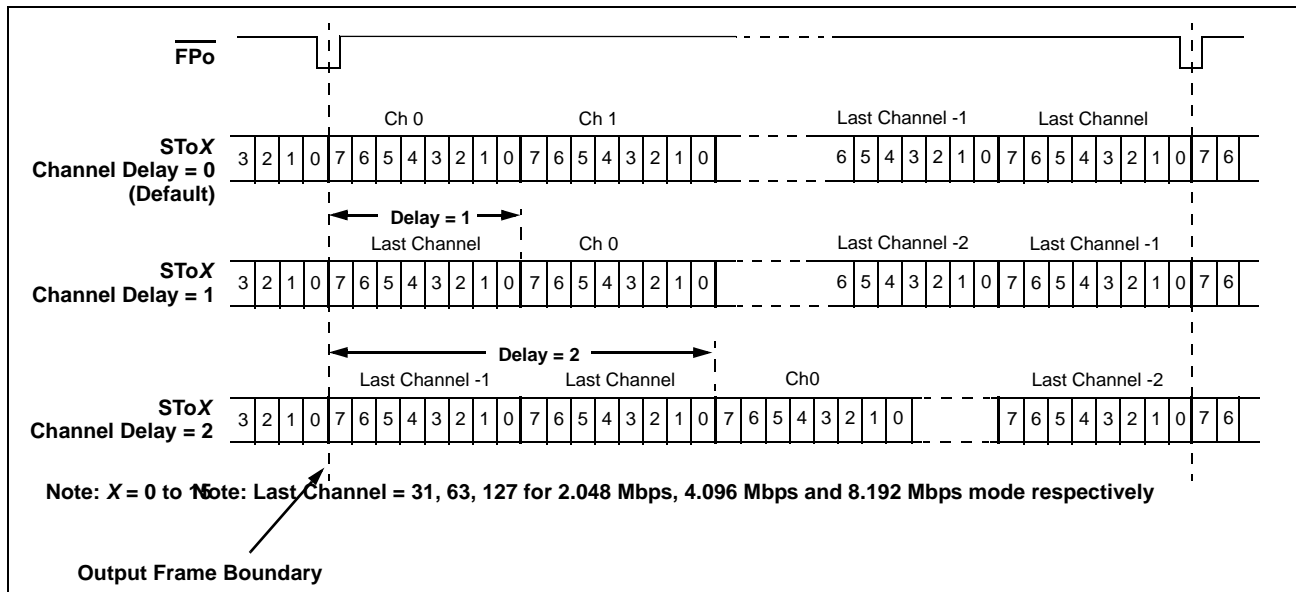 FPo
Ch 0 Ch 1 Last Channel -1 Last Channel
SToX
Channel Delay = 0
(Default)
3 2 1 0 7 6 5 4 3 2 1 0 7 6 5 4 3 2 1 0 6 5 4 3 2 1 0 7 6 5 4 3 2 1 0 7 6
Delay = 1
Last Channel Ch 0 Last Channel -2 Last Channel -1
SToX
Channel Delay = 1
3 2 1 0 7 6 5 4 3 2 1 0 7 6 5 4 3 2 1 0 6 5 4 3 2 1 0 7 6 5 4 3 2 1 0 7 6
Delay = 2
Last Channel -1 Last Channel Ch0 Last Channel -2
SToX
Channel Delay = 2
3 2 1 0 7 6 5 4 3 2 1 0 7 6 5 4 3 2 1 0 7 6 5 4 3 2 1 0 7 6 5 4 3 2 1 0 7 6
Note: X = 0 to 15
Note: Last Channel = 31, 63, 127 for 2.048 Mbps, 4.096 Mbps and 8.192 Mbps mode respectively
Output Frame Boundary